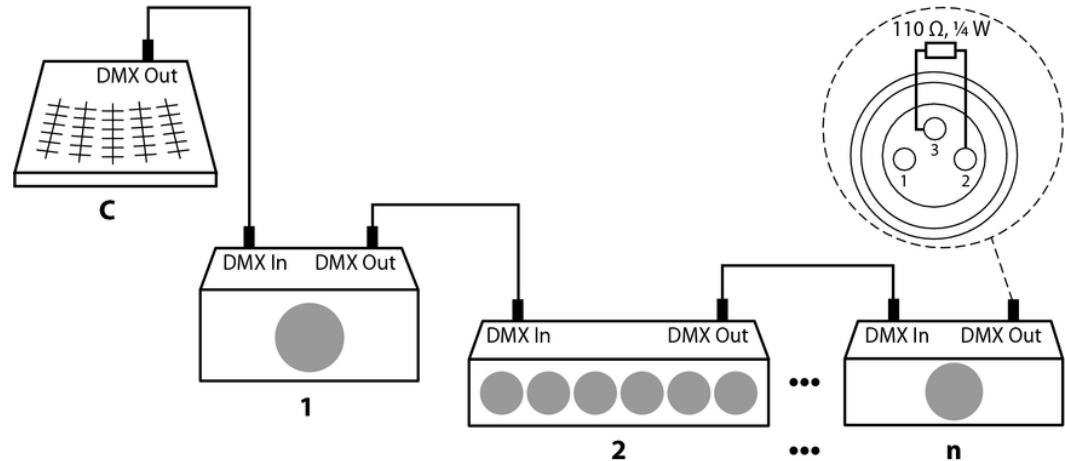 110 Ω, ¼ W
DMX Out
3
1
2
C
DMX In DMX Out
1
DMX In DMX Out
2
•••
•••
DMX In DMX Out
n